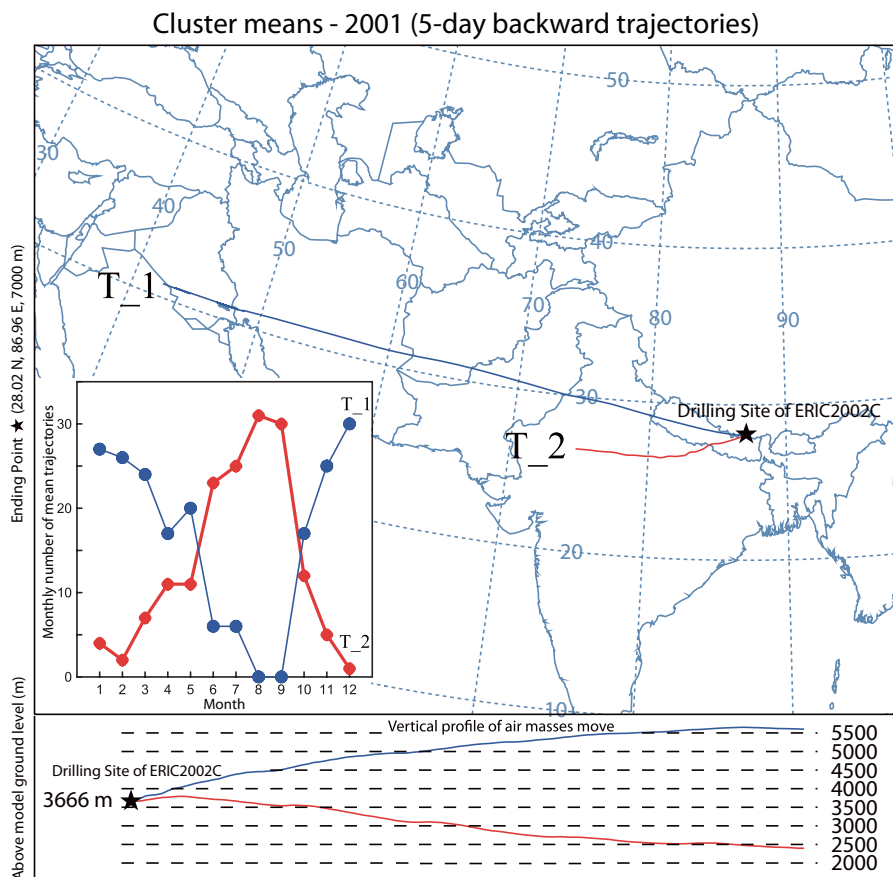 Cluster means - 2001 (5-day backward trajectories)
50
30
40
50
40
60
70
80
90
30
20
10
T_1
Drilling Site of ERIC2002C
T_2
Ending Point ★ (28.02 N, 86.96 E, 7000 m)
Monthly number of mean trajectories
30
20
10
0
T_1
T_2
1 2 3 4 5 6 7 8 9 10 11 12
Month
Above model ground level (m)
Vertical profile of air masses move
Drilling Site of ERIC2002C
3666 m
5500
5000
4500
4000
3500
3000
2500
2000